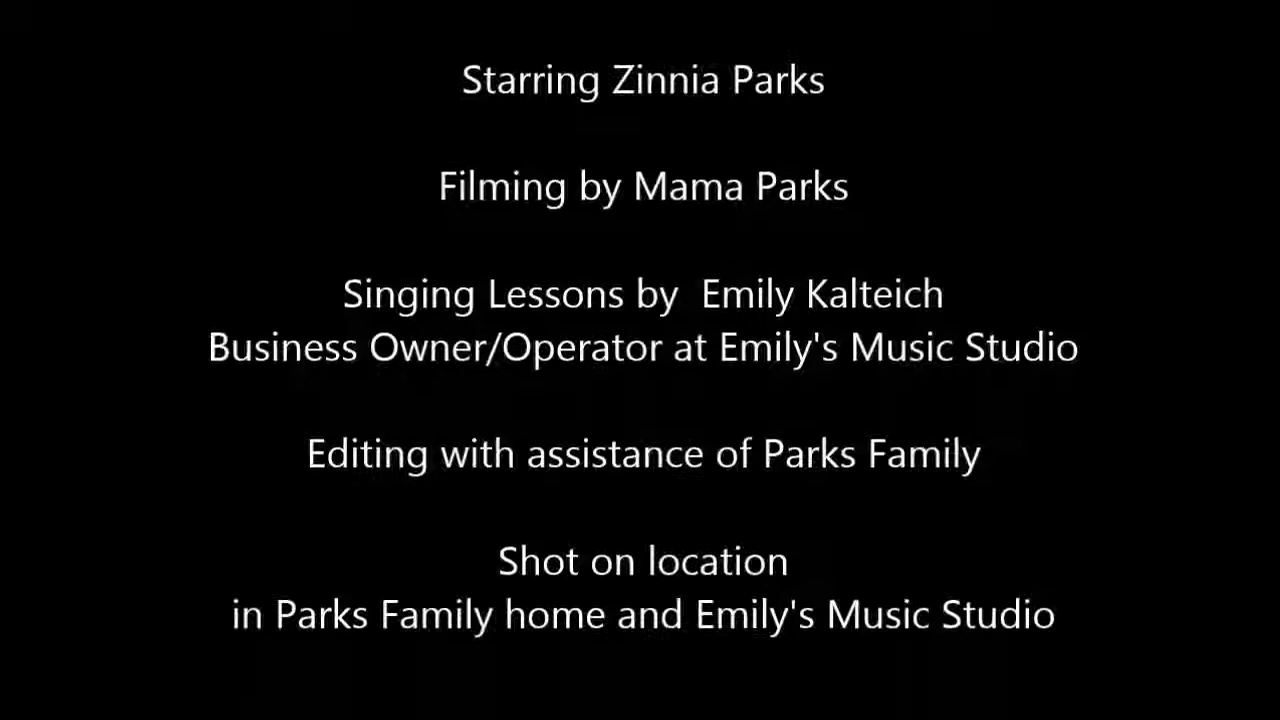 Starring Zinnia Parks
Filming by Mama Parks
Singing Lessons by  Emily Kalteich
Business Owner/Operator at Emily's Music Studio
Editing with assistance of Parks Family
Shot on location
in Parks Family home and Emily's Music Studio